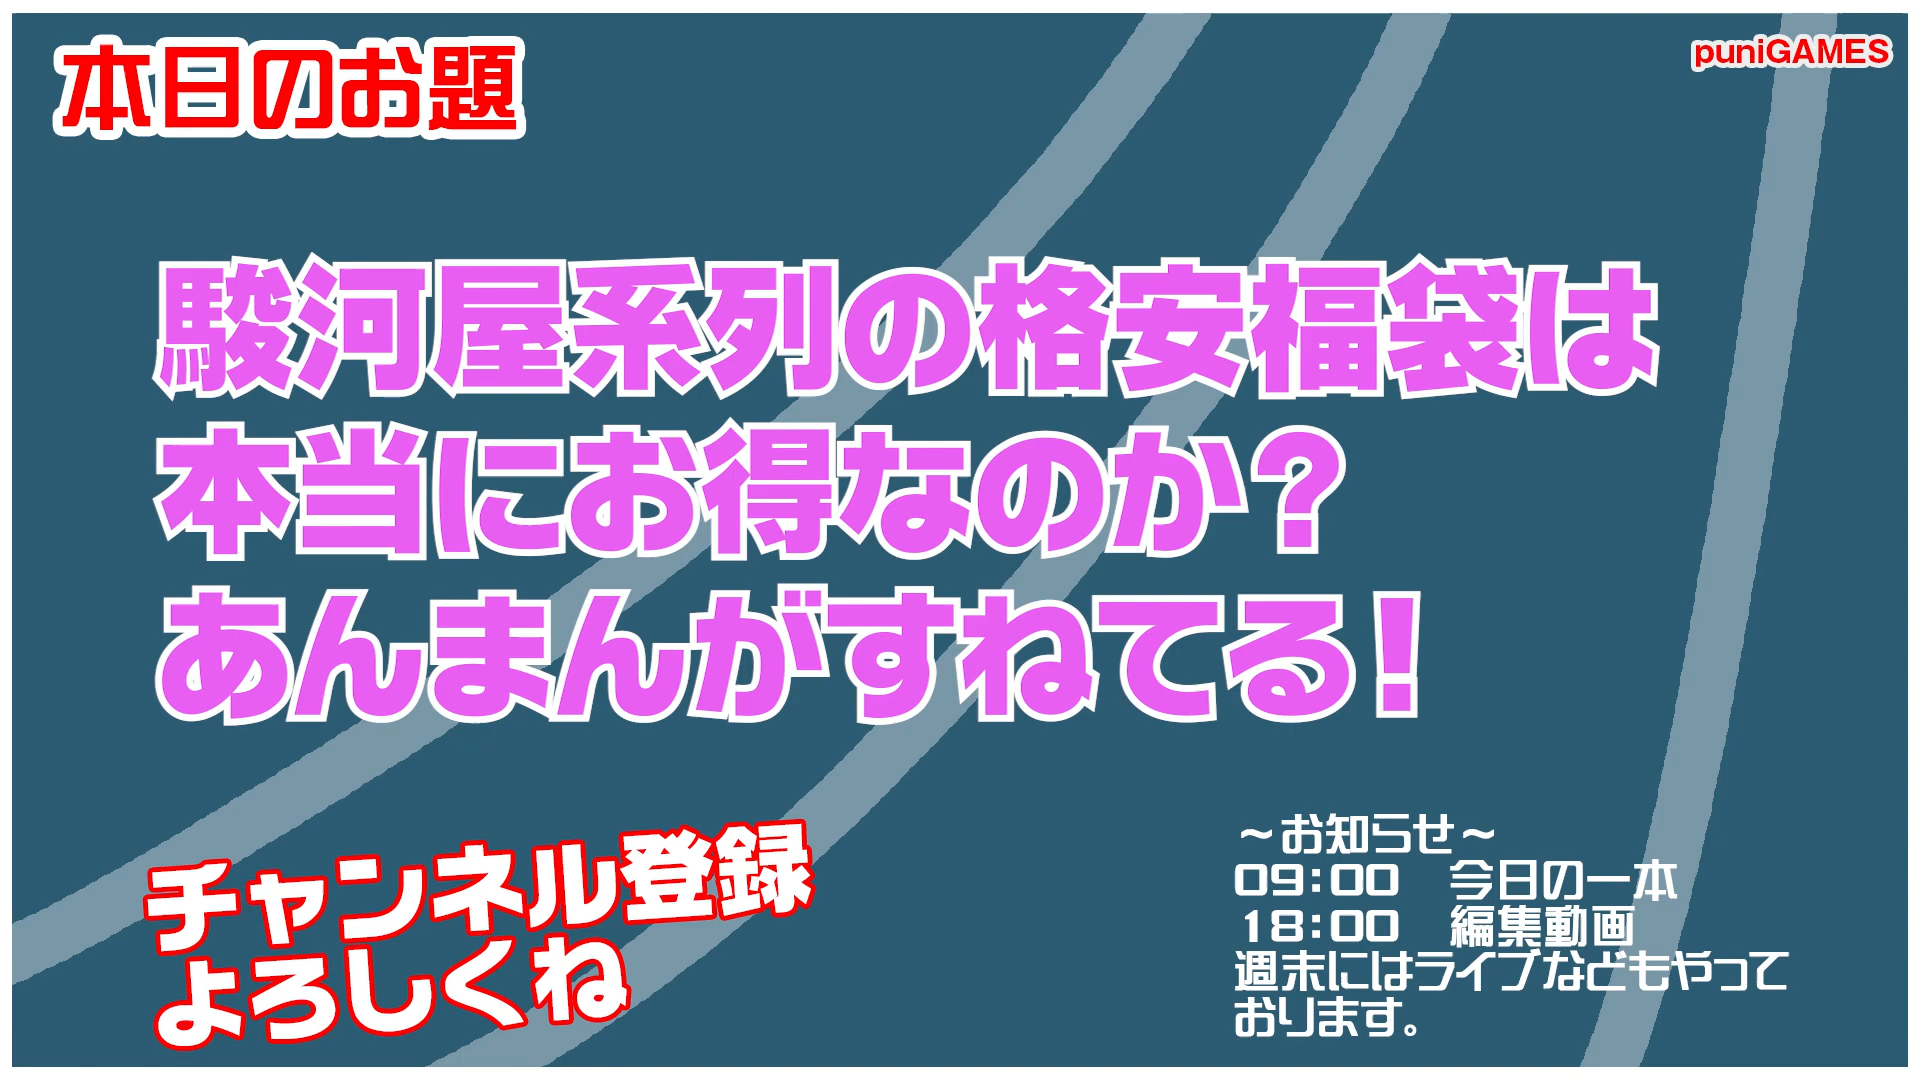 本日のお題
puniGAMES
駿河屋系列の格安福袋は
本当にお得なのか?
あんまんがすねてる!
チャンネル登録
よろしくね
~お知らせ~
09:00 今日の一本
18:00 編集動画
週末にはライブなどもやって
おります。